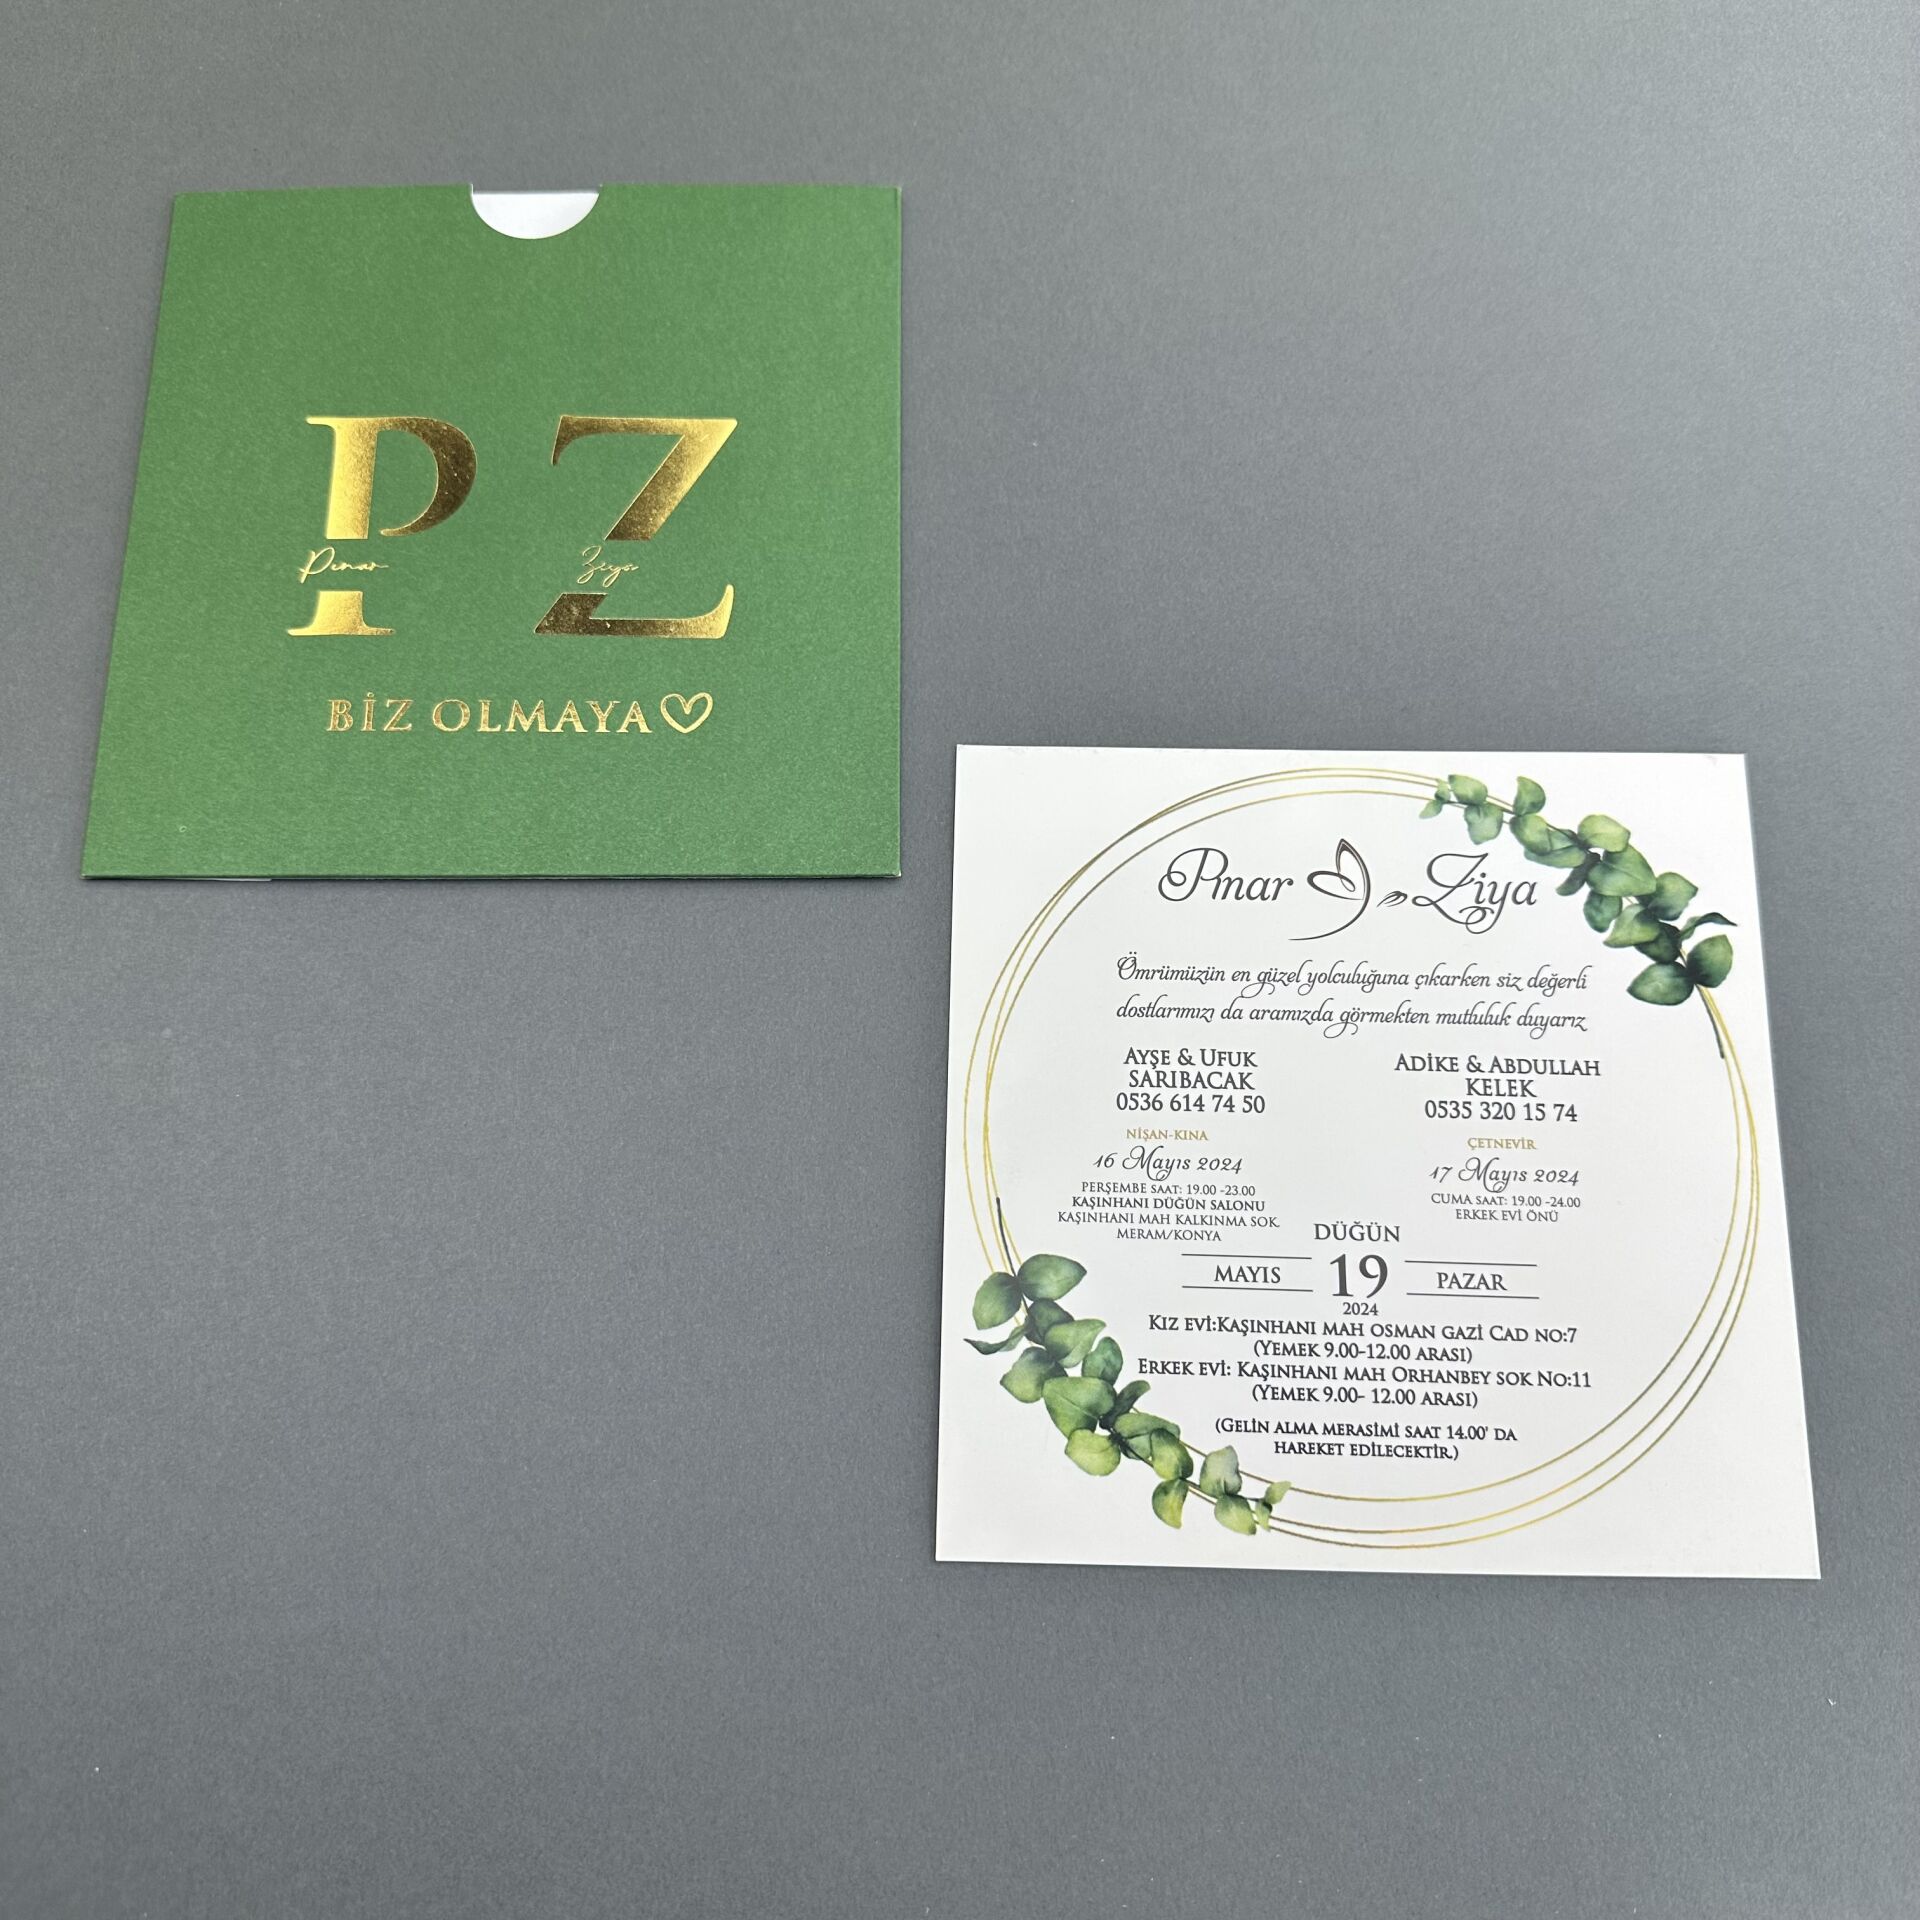 P Z
Pınar Ziya
BİZ OLMAYA
Pınar Ziya
Ömrümüzün en güzel yolculuğuna çıkarken siz değerli
dostlarımızı da aramızda görmekten mutluluk duyarız
AYŞE & UFUK
SARIBACAK
0536 614 74 50
NİŞAN-KINA
16 Mayıs 2024
PERŞEMBE SAAT: 19.00 -23.00
KAŞINHANI DÜĞÜN SALONU
KAŞINHANI MAH KALKINMA SOK.
MERAM/KONYA
ADİKE & ABDULLAH
KELEK
0535 320 15 74
ÇETNEVİR
17 Mayıs 2024
CUMA SAAT: 19.00 -24.00
ERKEK EVİ ÖNÜ
DÜĞÜN
MAYIS 19 PAZAR
2024
KIZ EVİ:KAŞINHANI MAH OSMAN GAZİ CAD NO:7
(YEMEK 9.00-12.00 ARASI)
ERKEK EVİ: KAŞINHANI MAH ORHANBEY SOK NO:11
(YEMEK 9.00- 12.00 ARASI)
(GELİN ALMA MERASİMİ SAAT 14.00' DA
HAREKET EDİLECEKTİR.)